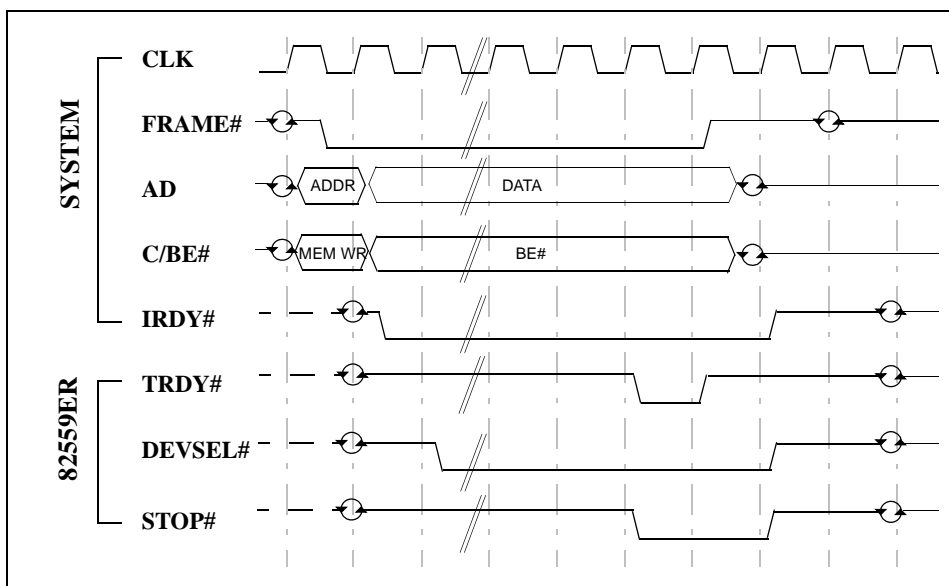 SYSTEM
CLK
FRAME#
AD
ADDR DATA
C/BE#
MEM WR BE#
IRDY#
82559ER
TRDY#
DEVSEL#
STOP#